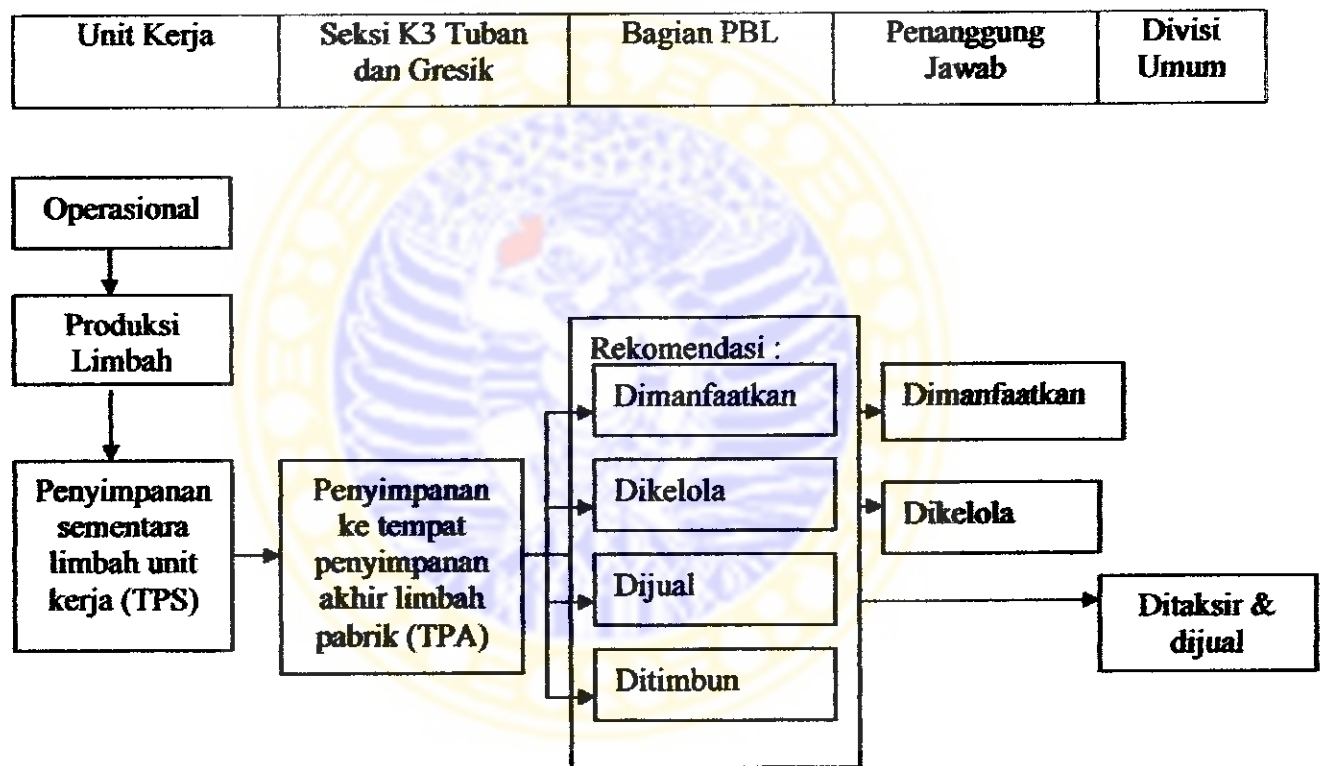 Unit Kerja
Seksi K3 Tuban
dan Gresik
Bagian PBL
Penanggung
Jawab
Divisi
Umum
Operasional
Produksi
Limbah
Penyimpanan
sementara
limbah unit
kerja (TPS)
Penyimpanan
ke tempat
penyimpanan
akhir limbah
pabrik (TPA)
Rekomendasi :
Dimanfaatkan
Dikelola
Dijual
Ditimbun
Dimanfaatkan
Dikelola
Ditaksir &
dijual